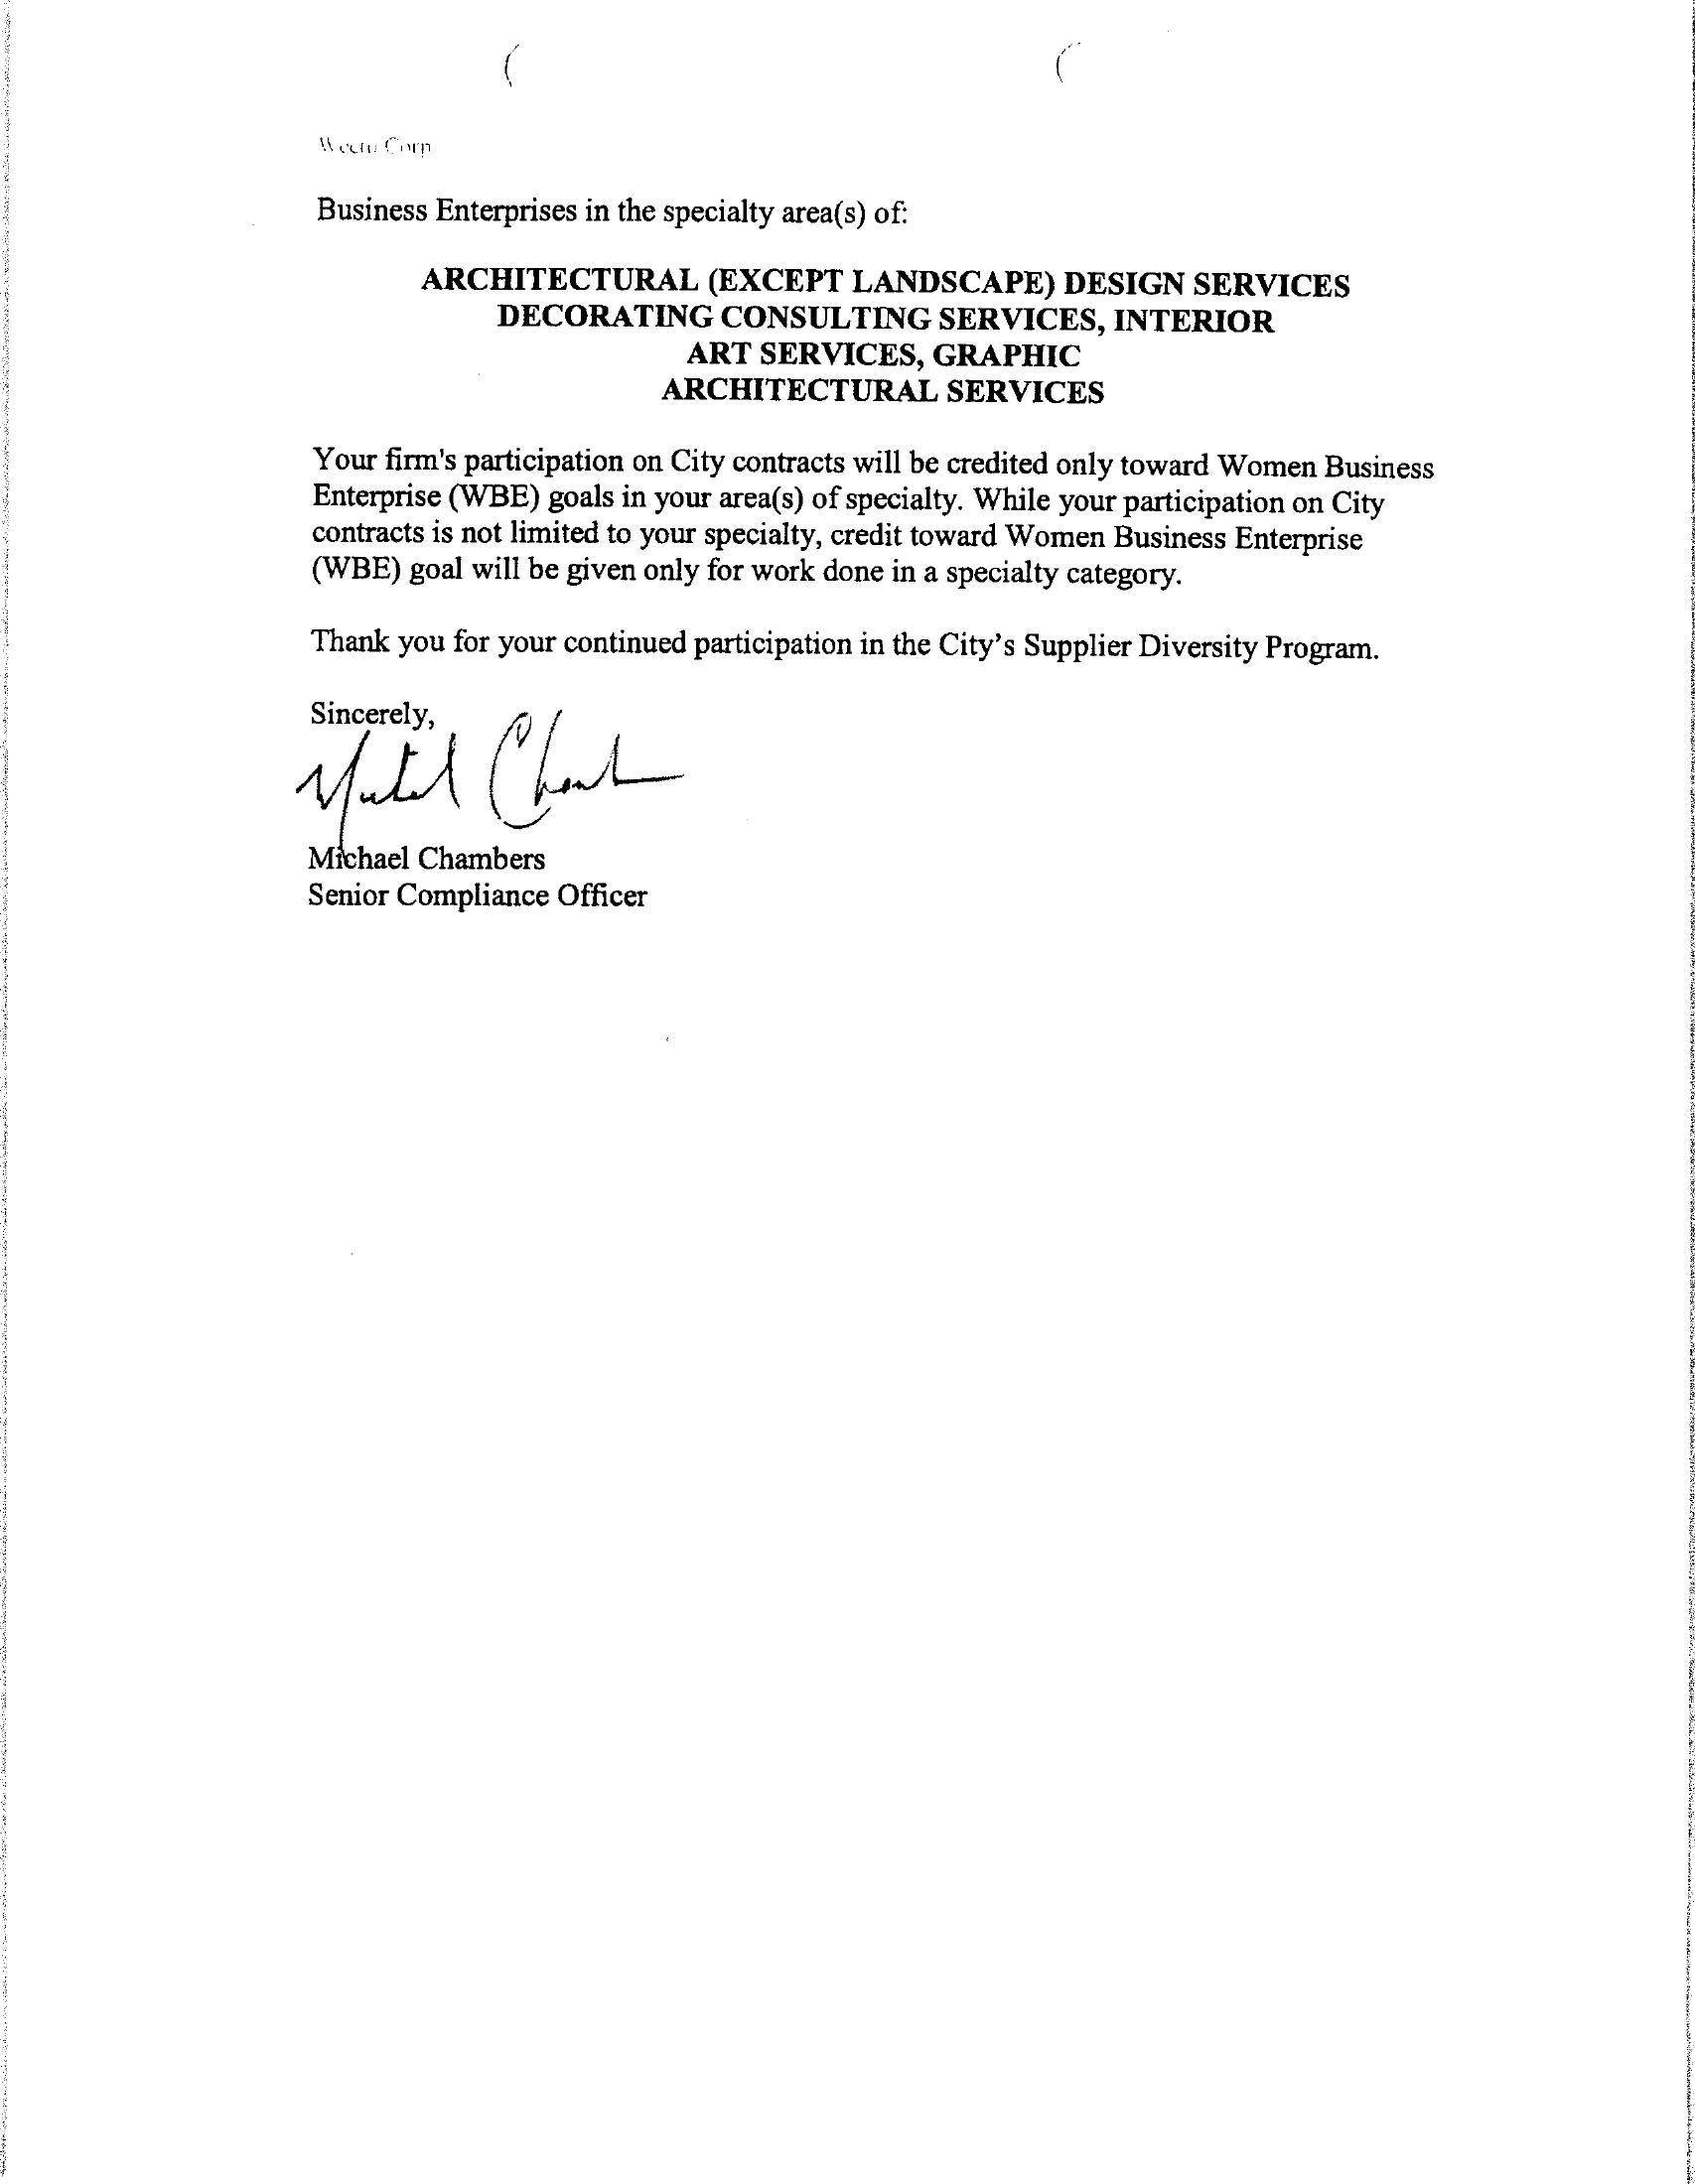 Corp
Business Enterprises in the specialty area(s) of:
ARCHITECTURAL (EXCEPT LANDSCAPE) DESIGN SERVICES
DECORATING CONSULTING SERVICES, INTERIOR
ART SERVICES, GRAPHIC
ARCHITECTURAL SERVICES
Your firm's participation on City contracts will be credited only toward Women Business
Enterprise (WBE) goals in your area(s) of specialty. While your participation on City
contracts is not limited to your specialty, credit toward Women Business Enterprise
(WBE) goal will be given only for work done in a specialty category.
Thank you for your continued participation in the City's Supplier Diversity Program.
Sincerely,
Michael Chambers
Senior Compliance Officer